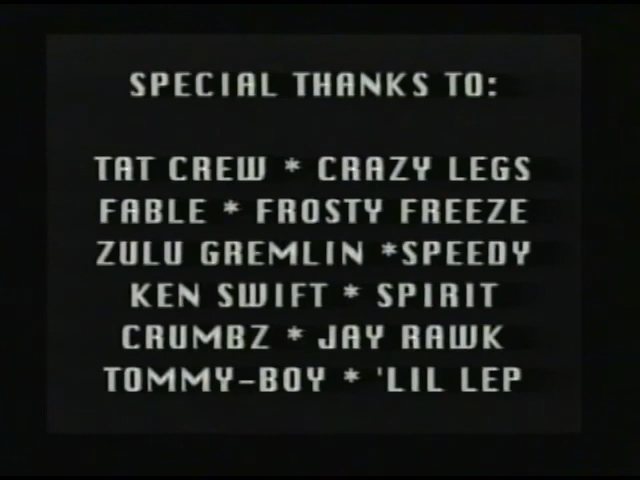 SPECIAL THANKS TO:
TAT CREW * CRAZY LEGS
FABLE * FROSTY FREEZE
ZULU GREMLIN *SPEEDY
KEN SWIFT * SPIRIT
CRUMBZ * JAY RAWK
TOMMY-BOY * 'LIL LEP